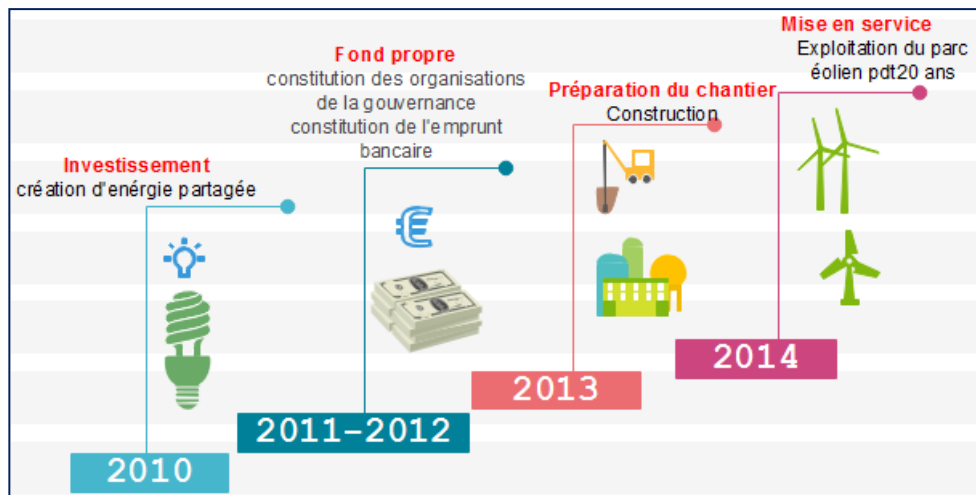 Investissement
création d'enérgie partagée
2010
Fond propre
constitution des organisations
de la gouvernance
constitution de l'emprunt
bancaire
2011-2012
Préparation du chantier
Construction
2013
Mise en service
Exploitation du parc
éolien pdt20 ans
2014